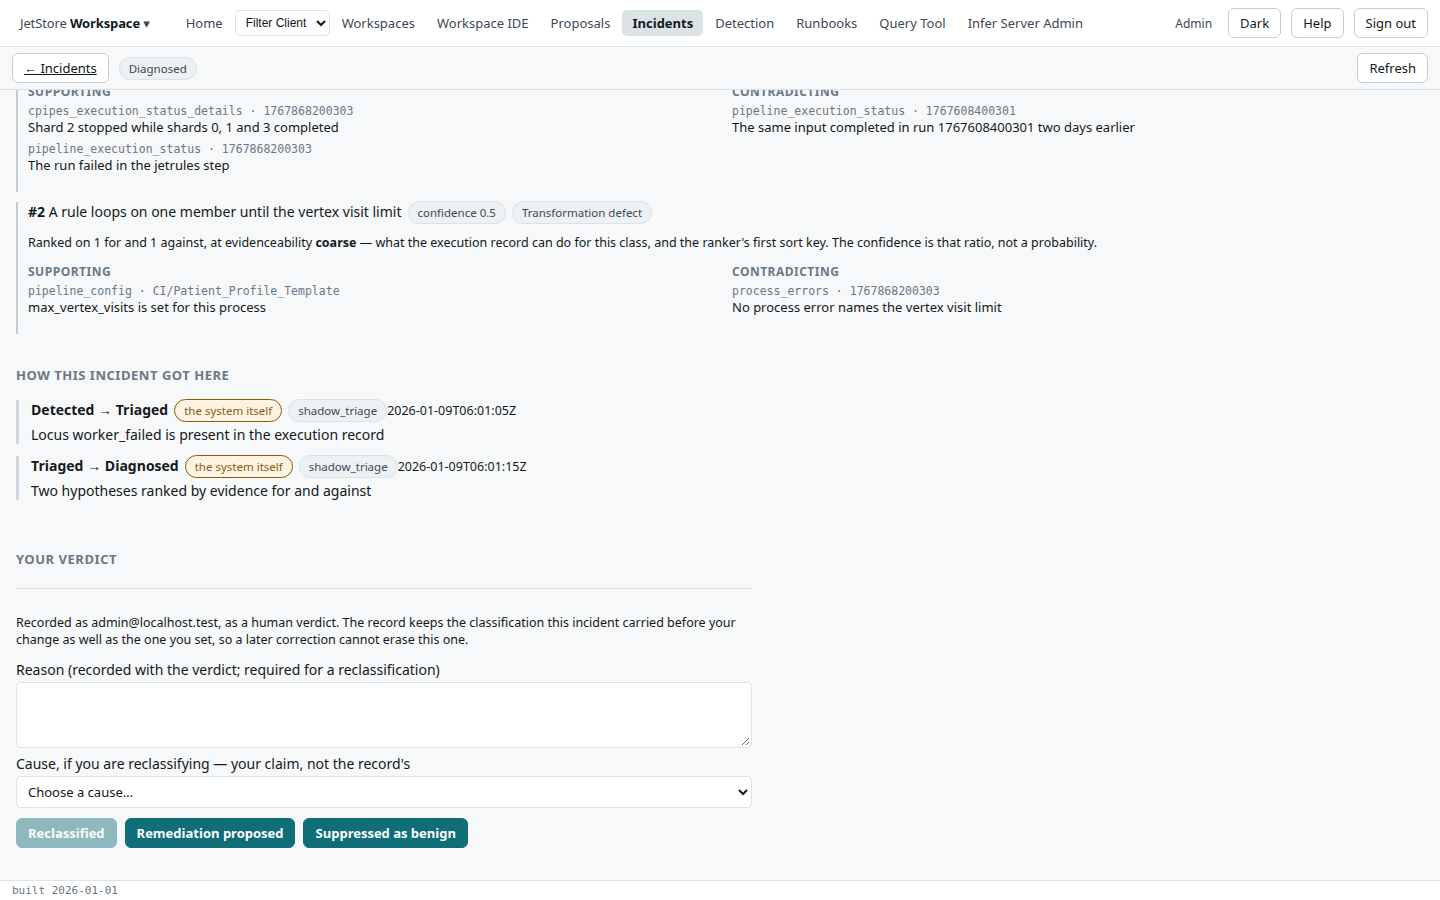 JetStore Workspace ▾ Home Filter Client Workspaces Workspace IDE Proposals Incidents Detection Runbooks Query Tool Infer Server Admin Admin Dark Help Sign out
← Incidents Diagnosed Refresh
SUPPORTING
cpipes_execution_status_details · 1767868200303
Shard 2 stopped while shards 0, 1 and 3 completed
pipeline_execution_status · 1767868200303
The run failed in the jetrules step
CONTRADICTING
pipeline_execution_status · 1767608400301
The same input completed in run 1767608400301 two days earlier
#2 A rule loops on one member until the vertex visit limit confidence 0.5 Transformation defect
Ranked on 1 for and 1 against, at evidenceability coarse — what the execution record can do for this class, and the ranker's first sort key. The confidence is that ratio, not a probability.
SUPPORTING
pipeline_config · CI/Patient_Profile_Template
max_vertex_visits is set for this process
CONTRADICTING
process_errors · 1767868200303
No process error names the vertex visit limit
HOW THIS INCIDENT GOT HERE
Detected → Triaged the system itself shadow_triage 2026-01-09T06:01:05Z
Locus worker_failed is present in the execution record
Triaged → Diagnosed the system itself shadow_triage 2026-01-09T06:01:15Z
Two hypotheses ranked by evidence for and against
YOUR VERDICT
Recorded as admin@localhost.test, as a human verdict. The record keeps the classification this incident carried before your
change as well as the one you set, so a later correction cannot erase this one.
Reason (recorded with the verdict; required for a reclassification)
Cause, if you are reclassifying — your claim, not the record's
Choose a cause...
Reclassified Remediation proposed Suppressed as benign
built 2026-01-01